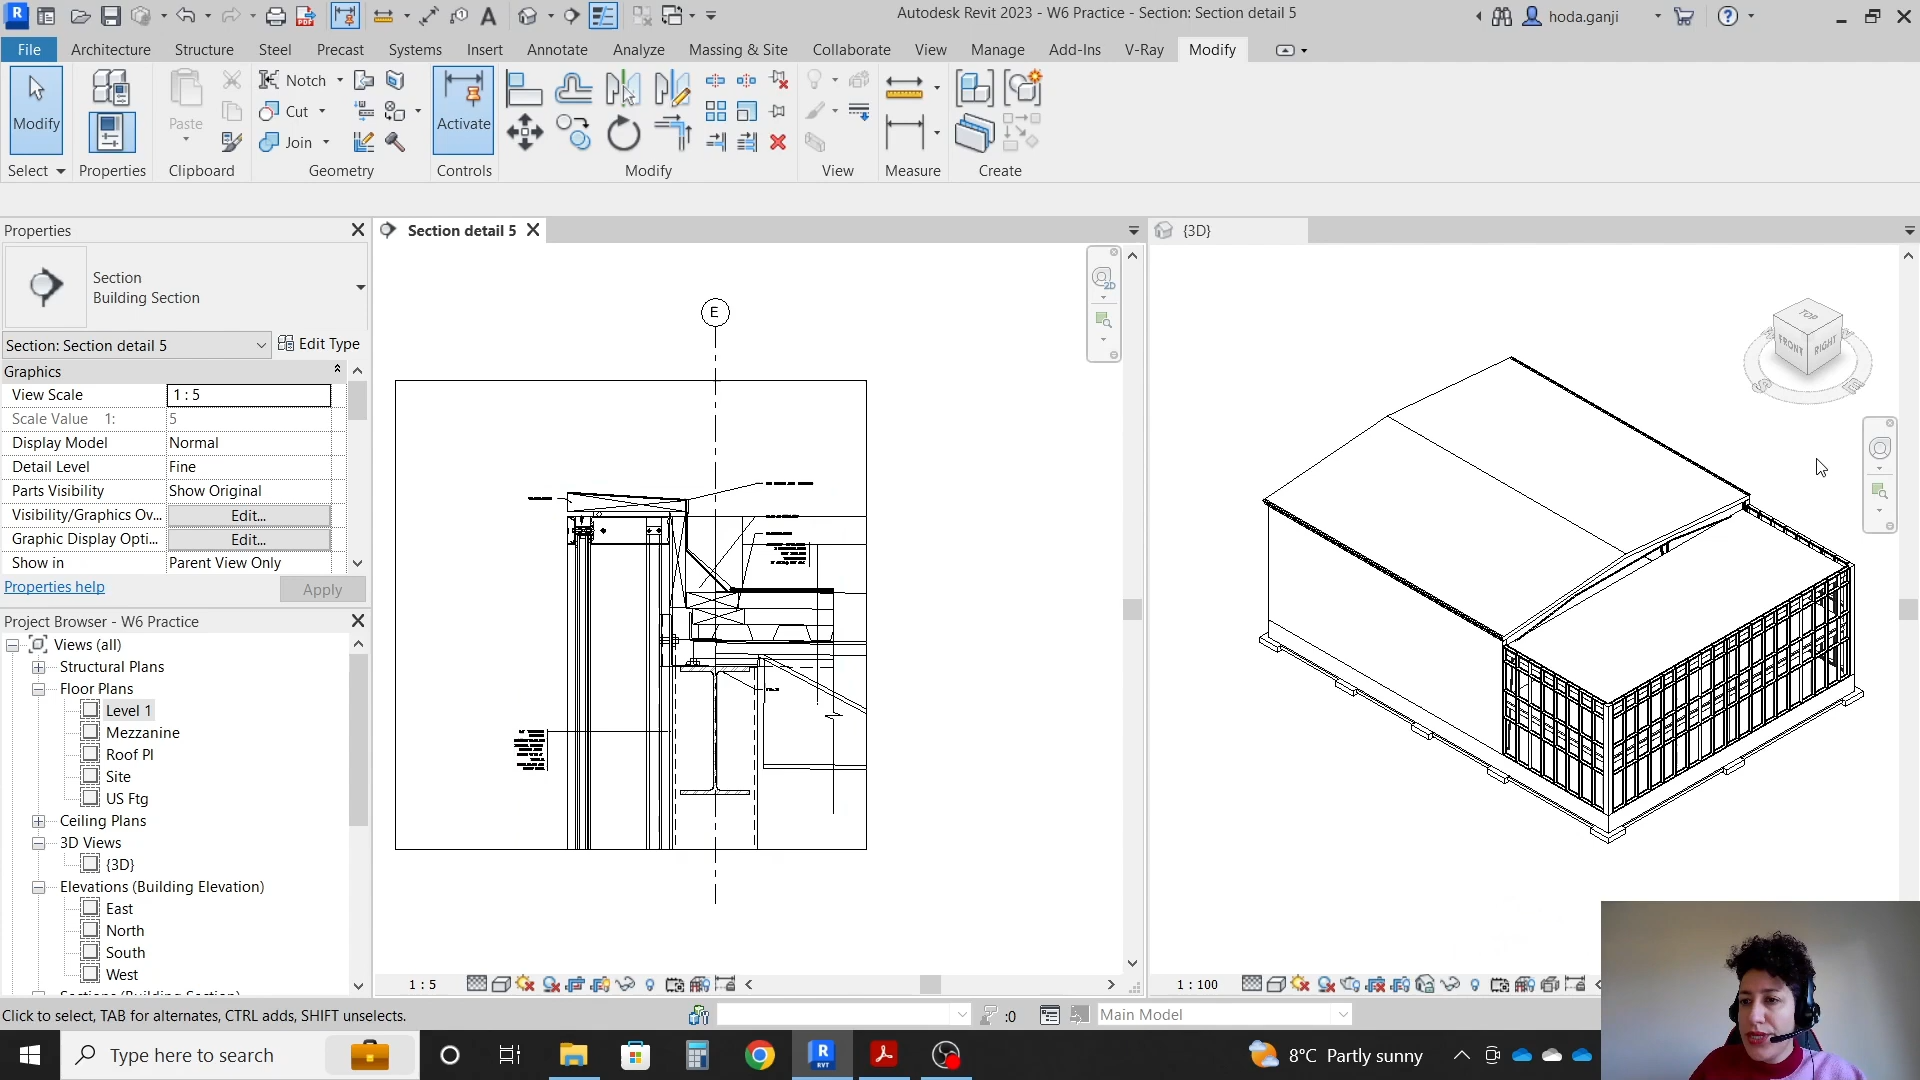 Autodesk Revit 2023 - W6 Practice - Section: Section detail 5
hoda.ganji
File Architecture Structure Steel Precast Systems Insert Annotate Analyze Massing & Site Collaborate View Manage Add-Ins V-Ray Modify
Modify
Paste
Notch
Cut
Join
Activate
Select Properties Clipboard Geometry Controls Modify View Measure Create
Properties
Section
Building Section
Section: Section detail 5
Edit Type
Graphics
View Scale 1 : 5
Scale Value 1: 5
Display Model Normal
Detail Level Fine
Parts Visibility Show Original
Visibility/Graphics Ov... Edit...
Graphic Display Opti... Edit...
Show in Parent View Only
Properties help
Apply
Project Browser - W6 Practice
Views (all)
Structural Plans
Floor Plans
Level 1
Mezzanine
Roof Pl
Site
US Ftg
Ceiling Plans
3D Views
{3D}
Elevations (Building Elevation)
East
North
South
West
Sections (Building Section)
Section detail 5
E
2D
1 : 5
{3D}
TOP
FRONT
RIGHT
S
E
1 : 100
Click to select, TAB for alternates, CTRL adds, SHIFT unselects.
:0
Main Model
Type here to search
8°C Partly sunny